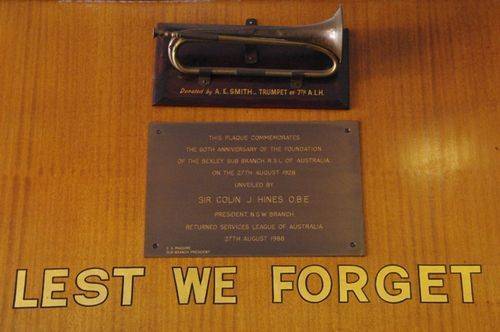 Donated by A. E. SMITH.. TRUMPET OF 7TH A.L.H.
THIS PLAQUE COMMEMORATES
THE 60TH ANNIVERSARY OF THE FOUNDATION
OF THE BEXLEY SUB BRANCH R.S.L. OF AUSTRALIA
ON THE 27TH AUGUST 1928
UNVEILED BY
SIR COLIN J. HINES O.B.E
PRESIDENT N.S.W BRANCH
RETURNED SERVICES LEAGUE OF AUSTRALIA
27TH AUGUST 1988
SUB BRANCH PRESIDENT
LEST WE FORGET